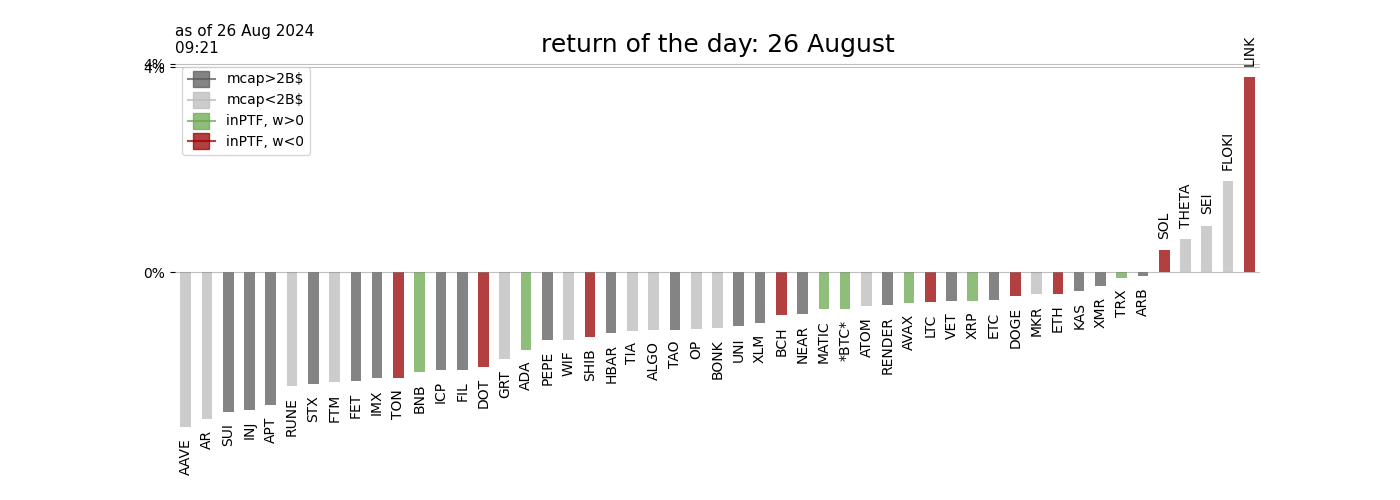 as of 26 Aug 2024
09:21
return of the day: 26 August
4%
4%
mcap>2B$
mcap<2B$
inPTF, w>0
inPTF, w<0
0%
AAVE
AR
SUI
INJ
APT
RUNE
STX
FTM
FET
IMX
TON
BNB
ICP
FIL
DOT
GRT
ADA
PEPE
WIF
SHIB
HBAR
TIA
ALGO
TAO
OP
BONK
UNI
XLM
BCH
NEAR
MATIC
*BTC*
ATOM
RENDER
AVAX
LTC
VET
XRP
ETC
DOGE
MKR
ETH
KAS
XMR
TRX
ARB
SOL
THETA
SEI
FLOKI
LINK